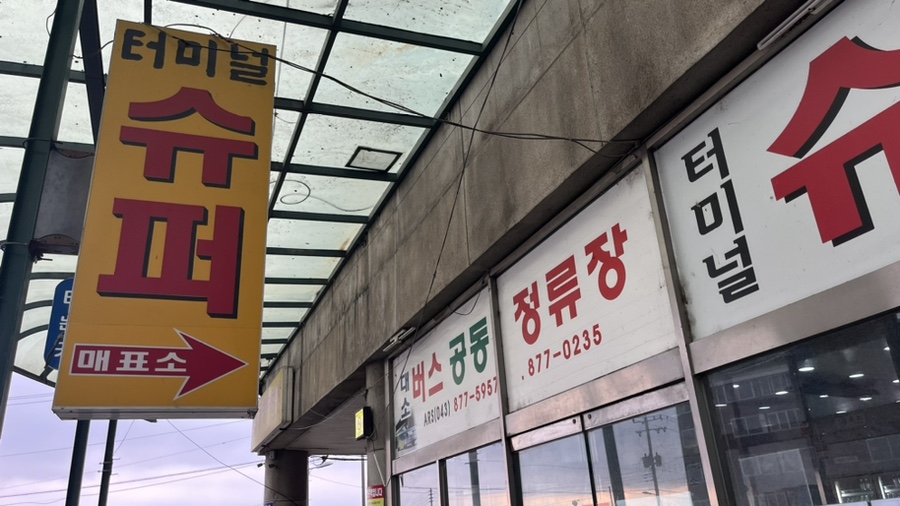 터미널
슈퍼
매표소
버스 공동
ARS(043) 877-5957
정류장
877-0235
터미널
슈